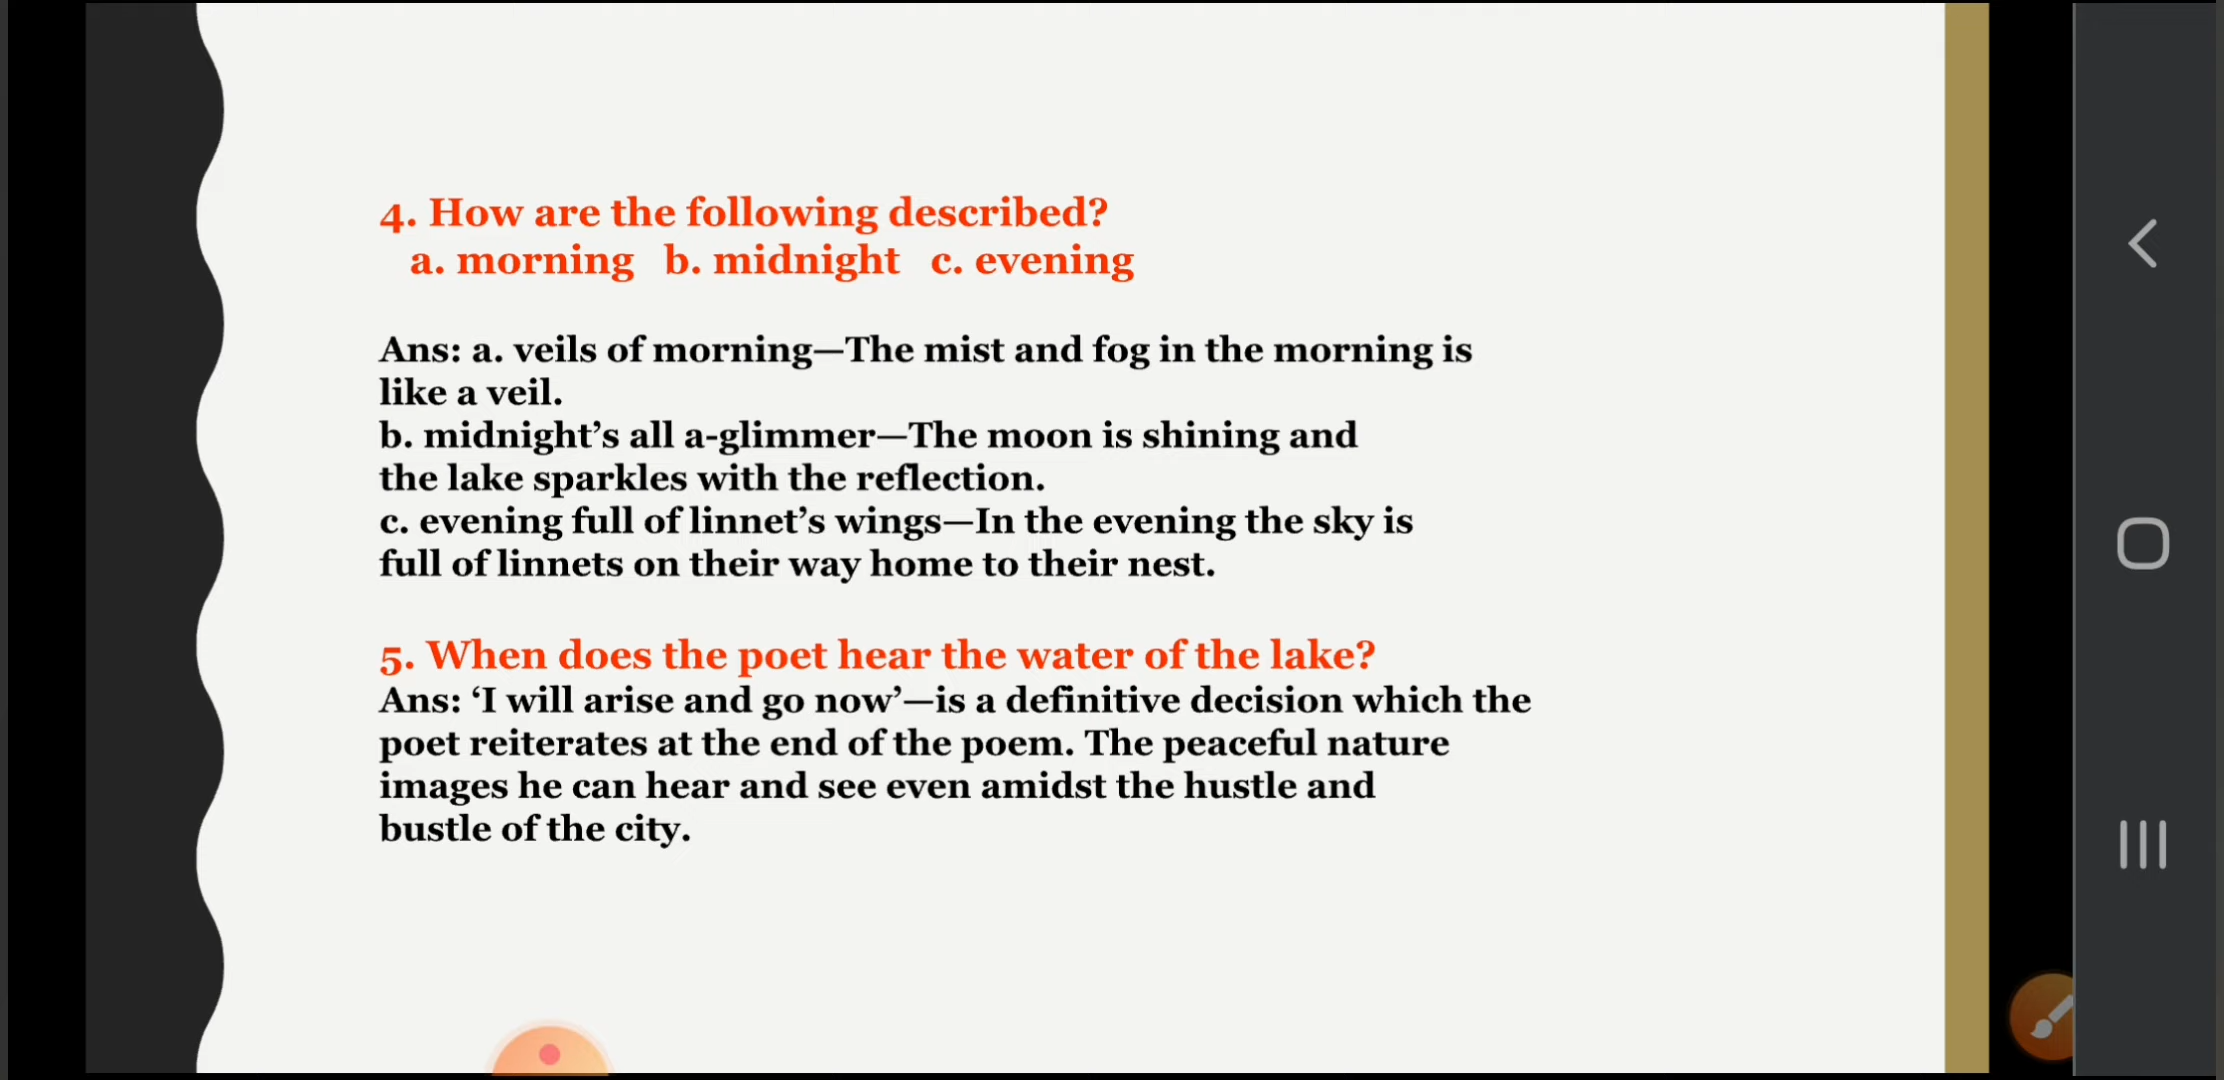 4. How are the following described?
a. morning b. midnight c. evening
Ans: a. veils of morning—The mist and fog in the morning is
like a veil.
b. midnight’s all a-glimmer—The moon is shining and
the lake sparkles with the reflection.
c. evening full of linnet’s wings—In the evening the sky is
full of linnets on their way home to their nest.
5. When does the poet hear the water of the lake?
Ans: ‘I will arise and go now’—is a definitive decision which the
poet reiterates at the end of the poem. The peaceful nature
images he can hear and see even amidst the hustle and
bustle of the city.